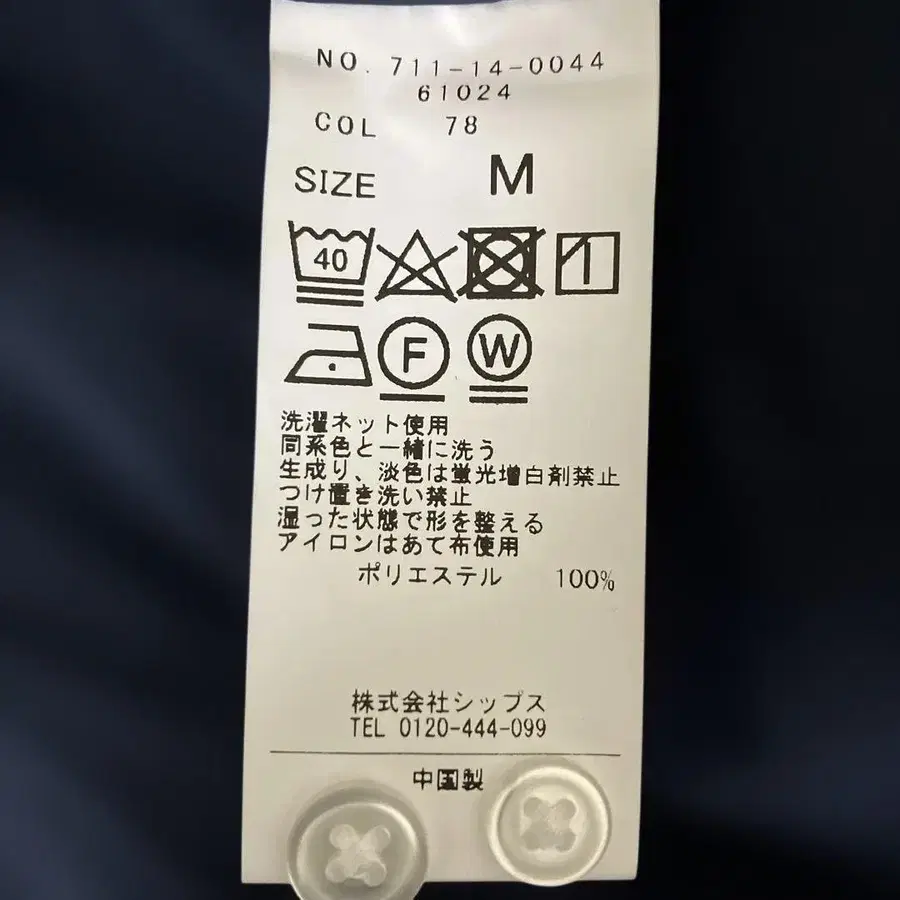 NO. 711-14-0044
61024
COL 78
SIZE M
40
F W
洗濯ネット使用
同系色と一緒に洗う
生成り、淡色は蛍光増白剤禁止
つけ置き洗い禁止
湿った状態で形を整える
アイロンはあて布使用
ポリエステル 100%
株式会社シップス
TEL 0120-444-099
中国製